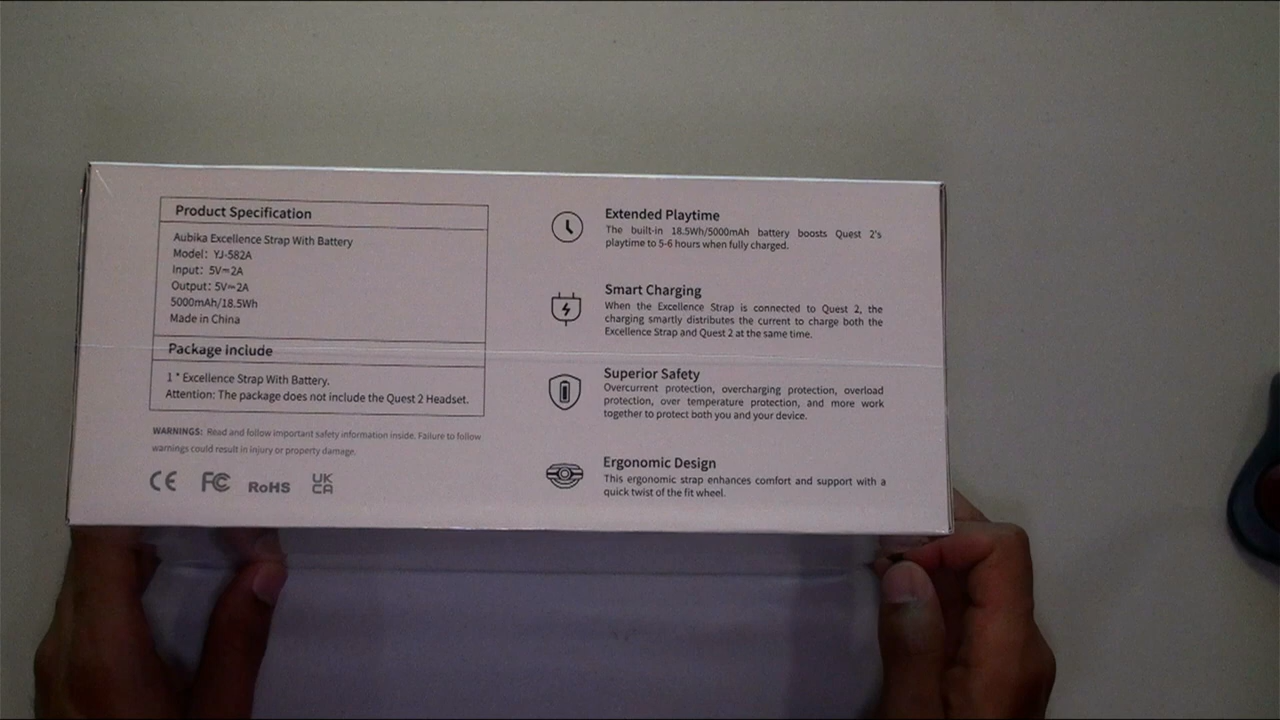 Product Specification
Aubika Excellence Strap With Battery
Model: YJ-582A
Input: 5V⎓2A
Output: 5V⎓2A
5000mAh/18.5Wh
Made in China
Package include
1 * Excellence Strap With Battery.
Attention: The package does not include the Quest 2 Headset.
WARNINGS: Read and follow important safety information inside. Failure to follow
warnings could result in injury or property damage.
CE FC RoHS UK
CA
Extended Playtime
The built-in 18.5Wh/5000mAh battery boosts Quest 2's
playtime to 5-6 hours when fully charged.
Smart Charging
When the Excellence Strap is connected to Quest 2, the
charging smartly distributes the current to charge both the
Excellence Strap and Quest 2 at the same time.
Superior Safety
Overcurrent protection, overcharging protection, overload
protection, over temperature protection, and more work
together to protect both you and your device.
Ergonomic Design
This ergonomic strap enhances comfort and support with a
quick twist of the fit wheel.